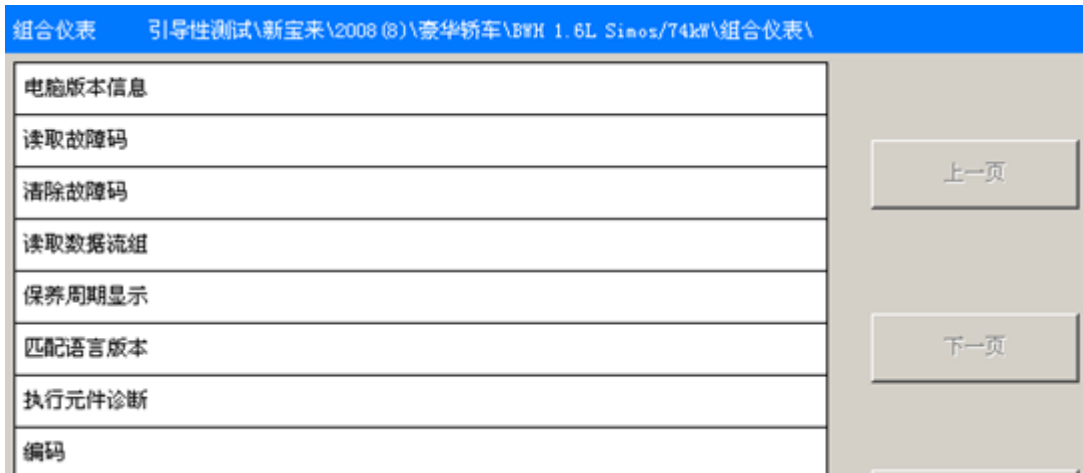 组合仪表 引导性测试\新宝来\2008(8)\豪华轿车\BWH 1.6L Simos/74kW\组合仪表\
电脑版本信息
读取故障码
清除故障码
上一页
读取数据流组
保养周期显示
匹配语言版本
下一页
执行元件诊断
编码